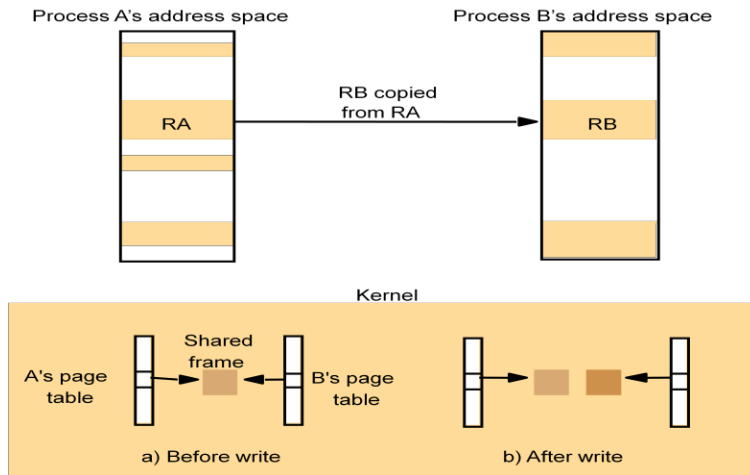 Process A's address space
Process B's address space
RB copied
from RA
RA
RB
Kernel
Shared
frame
A's page
table
B's page
table
a) Before write
b) After write